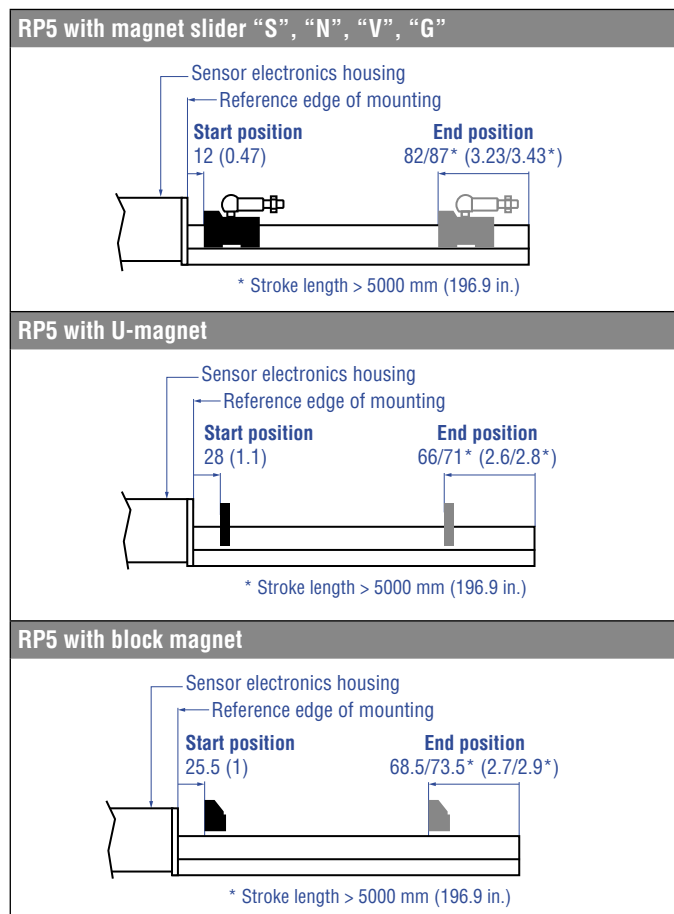 RP5 with magnet slider “S”, “N”, “V”, “G”
Sensor electronics housing
Reference edge of mounting
Start position
12 (0.47)
End position
82/87* (3.23/3.43*)
* Stroke length > 5000 mm (196.9 in.)
RP5 with U-magnet
Sensor electronics housing
Reference edge of mounting
Start position
28 (1.1)
End position
66/71* (2.6/2.8*)
* Stroke length > 5000 mm (196.9 in.)
RP5 with block magnet
Sensor electronics housing
Reference edge of mounting
Start position
25.5 (1)
End position
68.5/73.5* (2.7/2.9*)
* Stroke length > 5000 mm (196.9 in.)